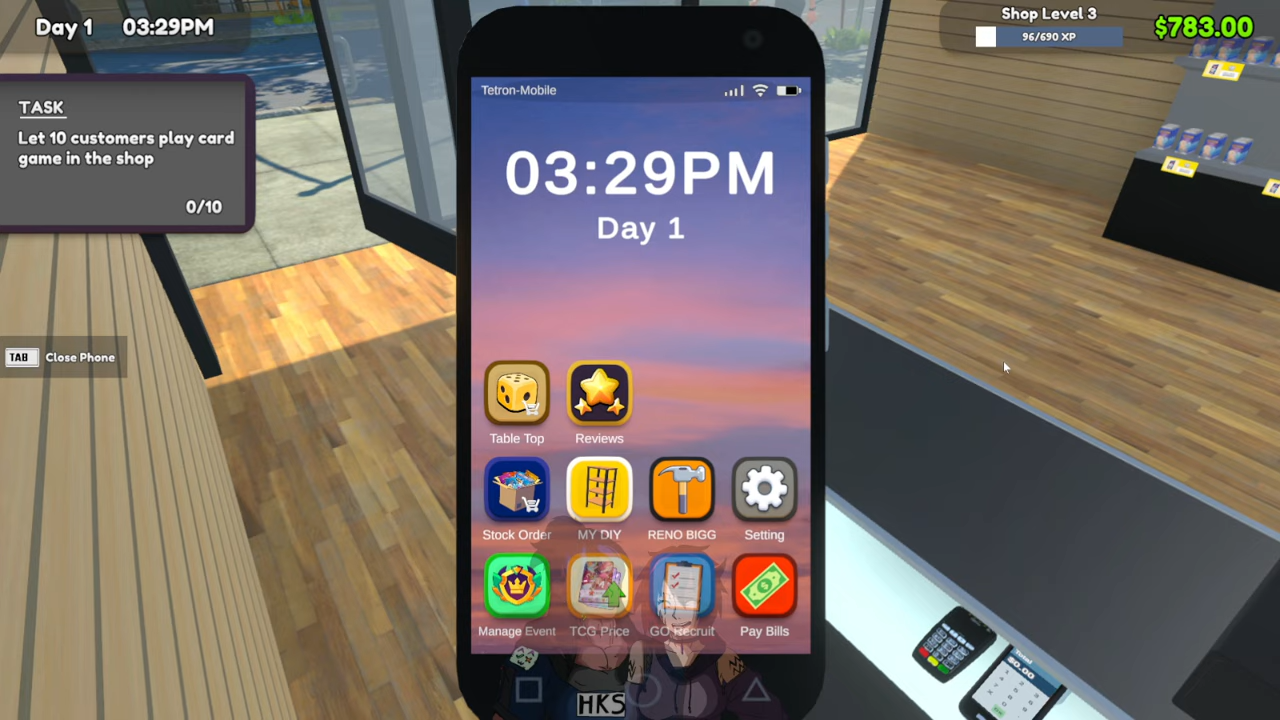 Day 1 03:29PM
Shop Level 3
96/690 XP
$783.00
TASK
Let 10 customers play card
game in the shop
0/10
TAB Close Phone
Tetron-Mobile
03:29PM
Day 1
Table Top Reviews
Stock Order MY DIY RENO BIGG Setting
Manage Event TCG Price GO Recruit Pay Bills
HKS
$0.00